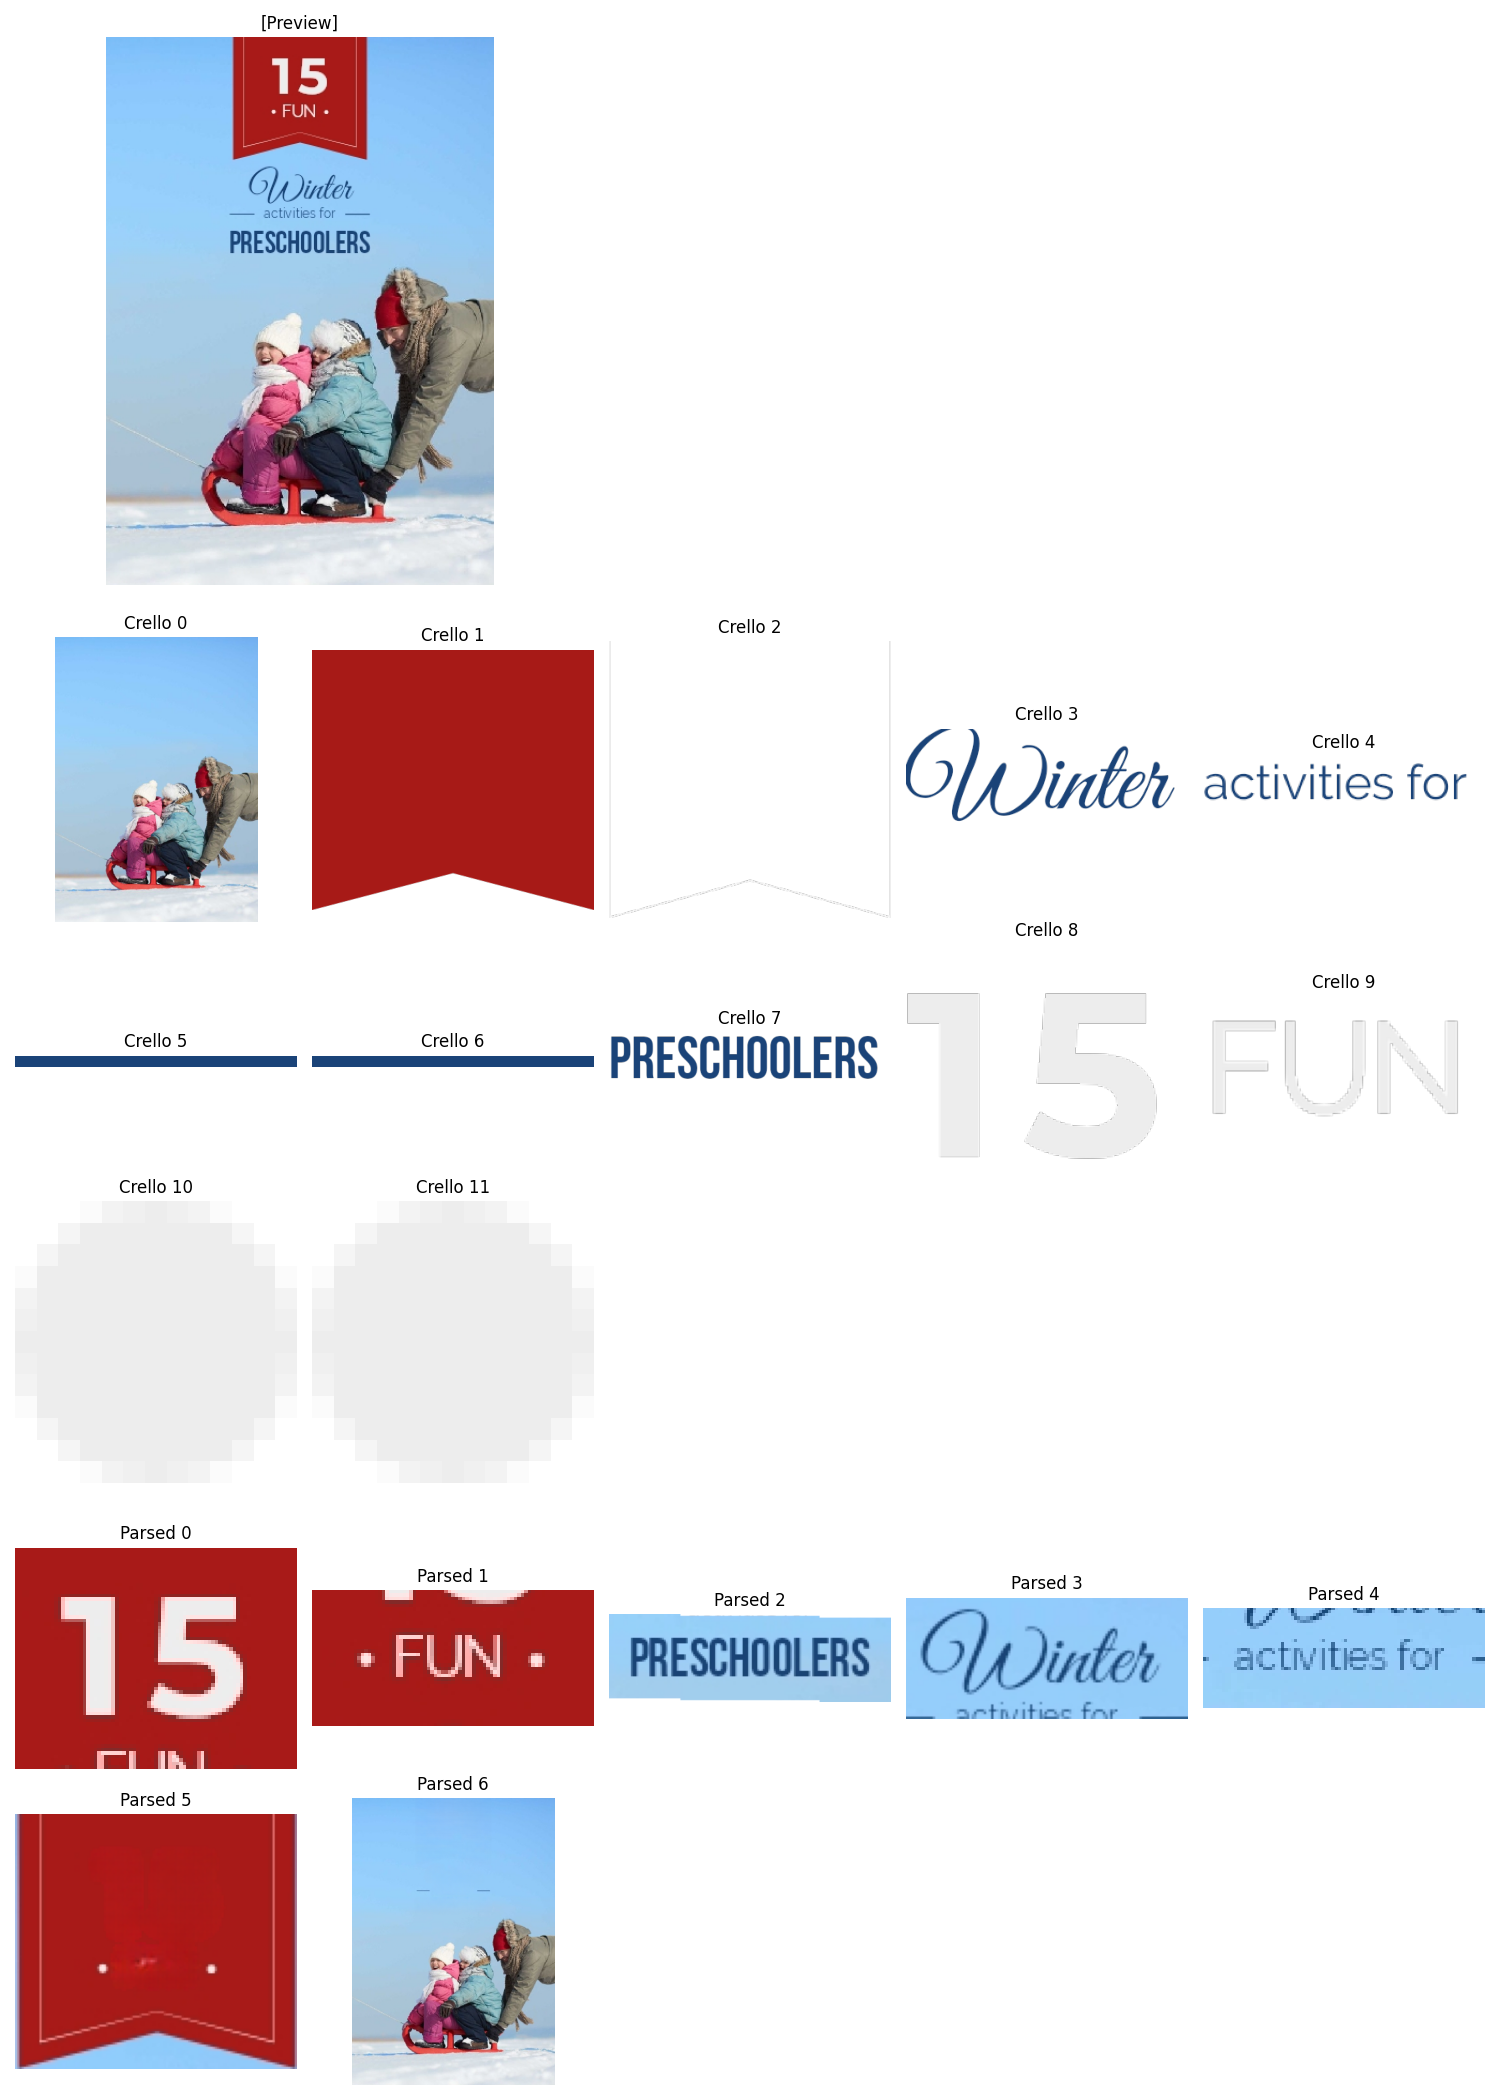 [Preview]
15
• FUN •
Winter
activities for
PRESCHOOLERS
Crello 0
Crello 1
Crello 2
Crello 3
Winter
Crello 4
activities for
Crello 5
Crello 6
Crello 7
PRESCHOOLERS
Crello 8
15
Crello 9
FUN
Crello 10
Crello 11
Parsed 0
15
FUN
Parsed 1
• FUN •
Parsed 2
PRESCHOOLERS
Parsed 3
Winter
activities for
Parsed 4
activities for
Parsed 5
Parsed 6